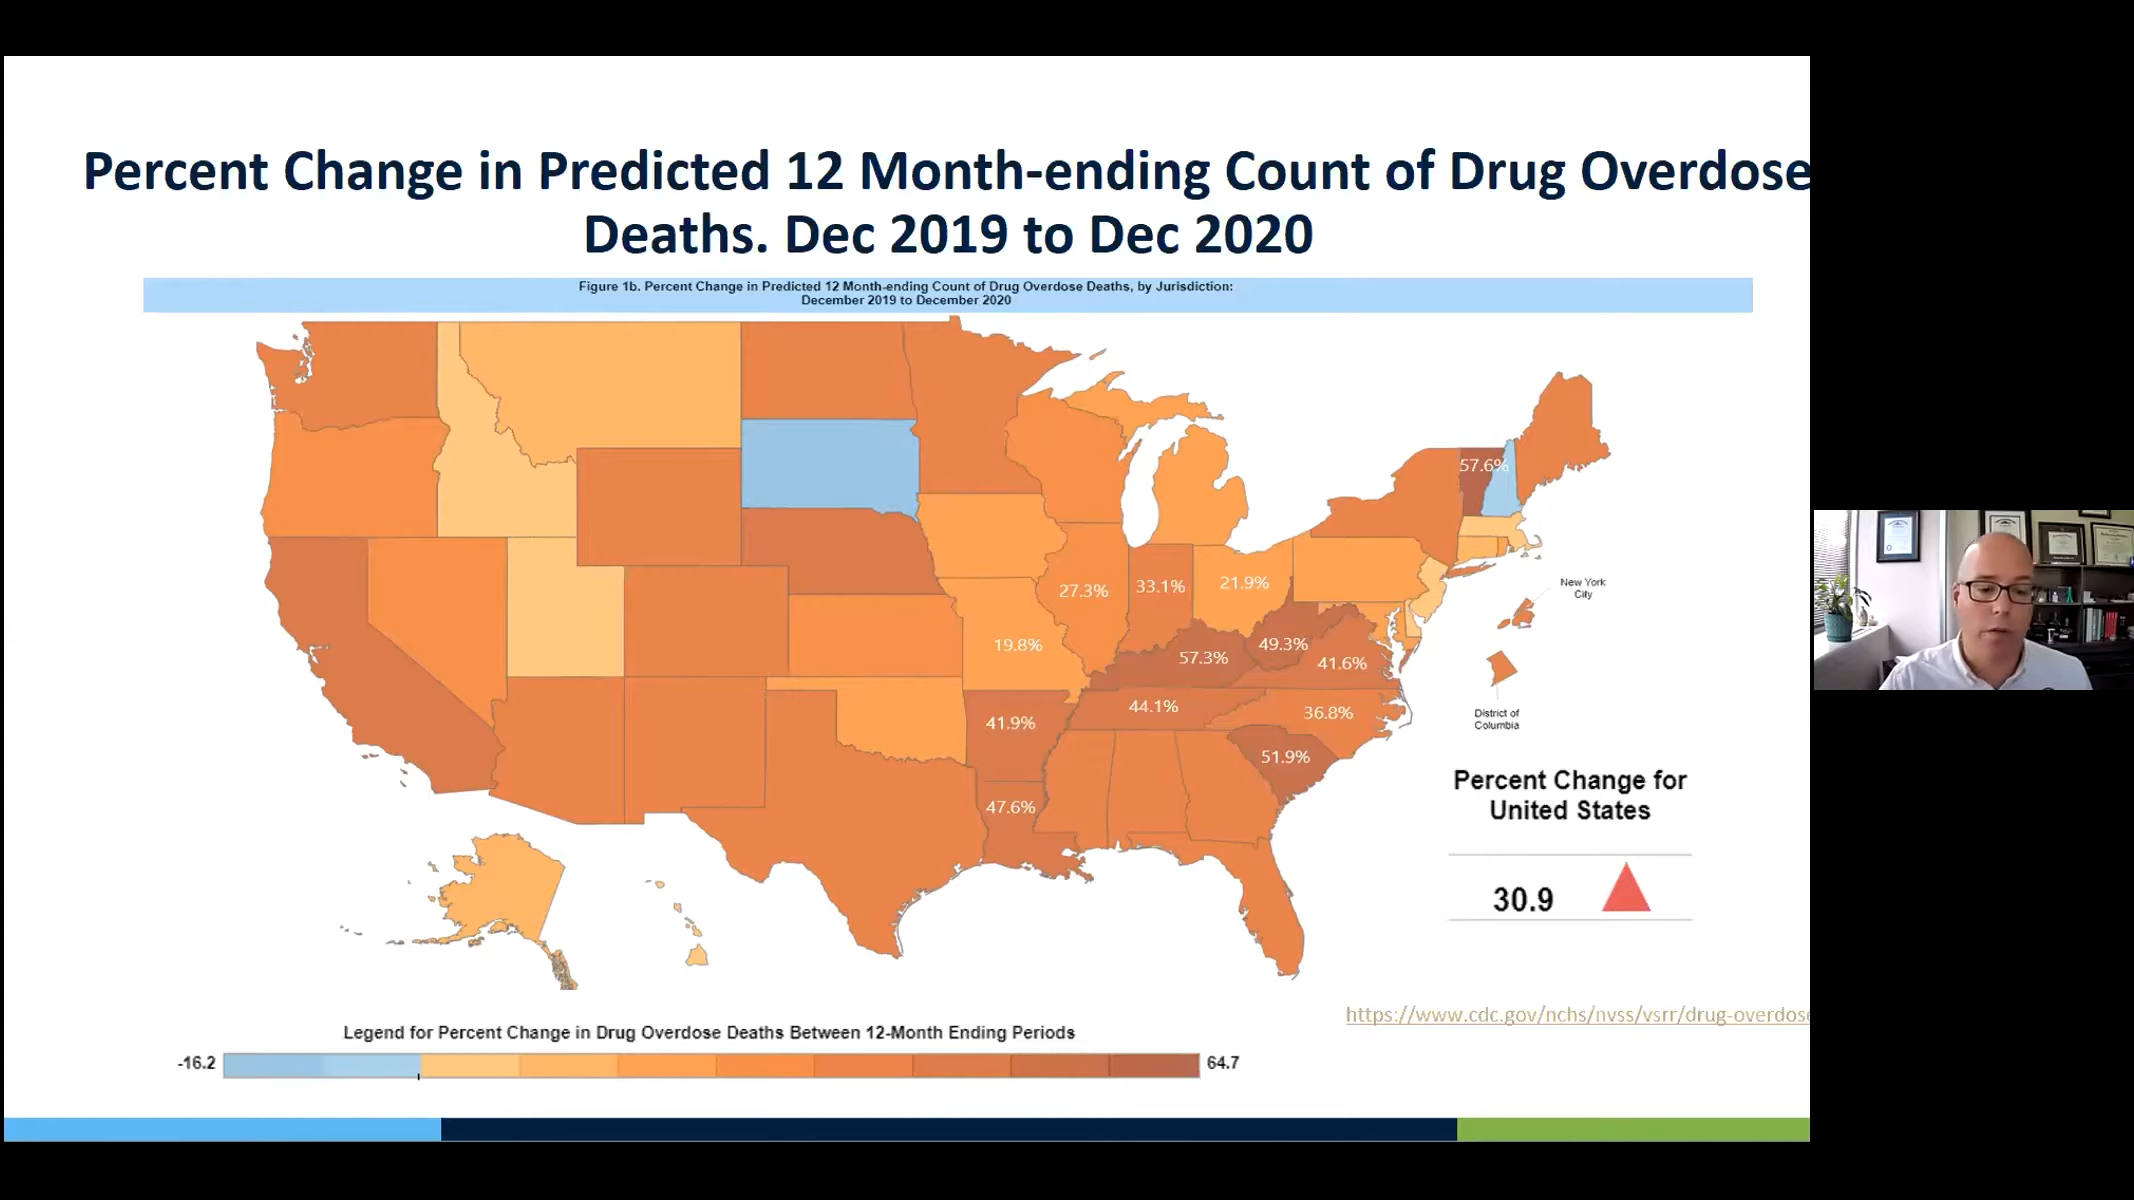 Percent Change in Predicted 12 Month-ending Count of Drug Overdose
Deaths. Dec 2019 to Dec 2020
Figure 1b. Percent Change in Predicted 12 Month-ending Count of Drug Overdose Deaths, by Jurisdiction:
December 2019 to December 2020
57.6%
27.3%
33.1%
21.9%
New York
City
19.8%
57.3%
49.3%
41.6%
41.9%
44.1%
36.8%
District of
Columbia
51.9%
47.6%
Percent Change for
United States
30.9
https://www.cdc.gov/nchs/nvss/vsrr/drug-overdose
Legend for Percent Change in Drug Overdose Deaths Between 12-Month Ending Periods
-16.2
64.7